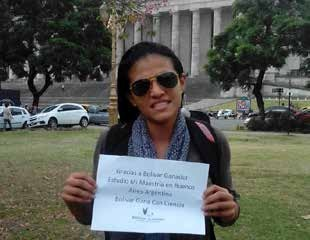 Gracias a Bolívar Ganador
Estudio Mi Maestría en Buenos
Aires Argentina
Bolívar Gana Con Ciencia